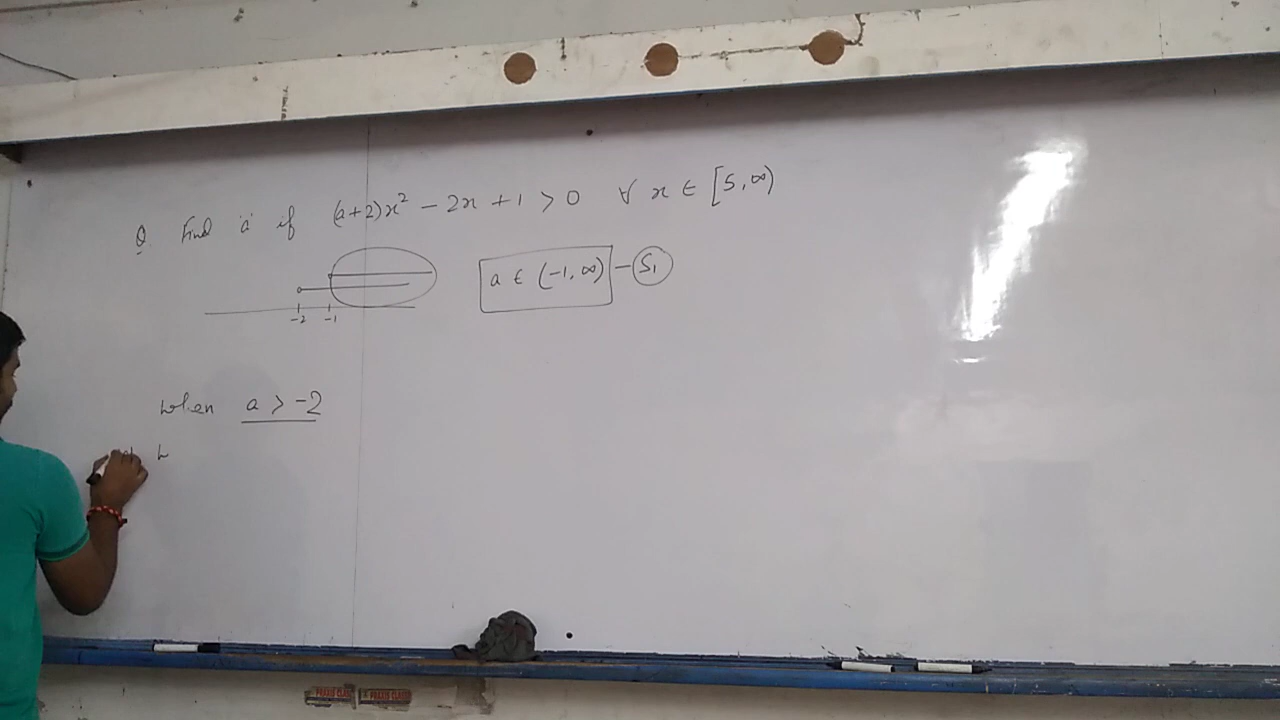 Q Find 'a' if (a+2)x² - 2x + 1 > 0 ∀ x ∈ [5,∞)
-2 -1
a ∈ (-1, ∞) - S₁
when a > -2